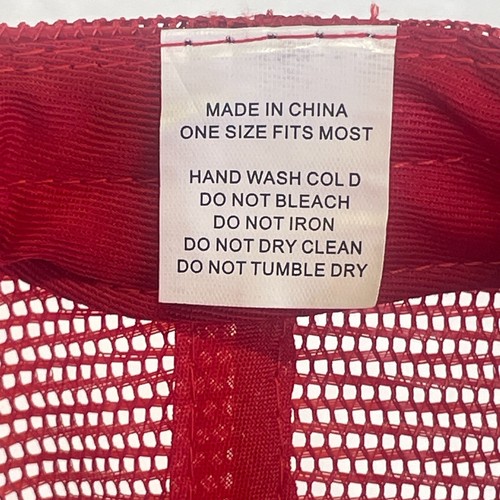 MADE IN CHINA
ONE SIZE FITS MOST
HAND WASH COLD
DO NOT BLEACH
DO NOT IRON
DO NOT DRY CLEAN
DO NOT TUMBLE DRY